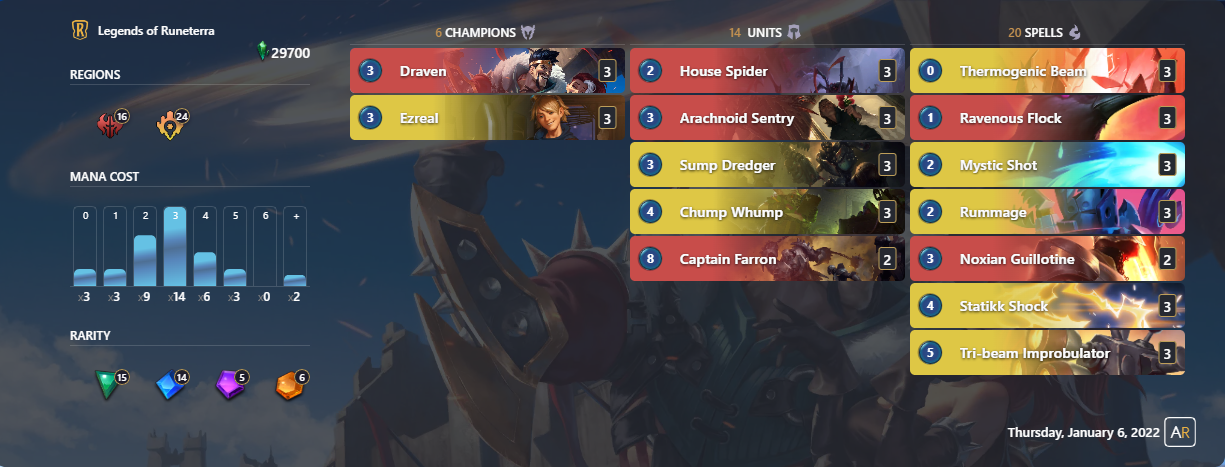 Legends of Runeterra
29700
REGIONS
16 24
MANA COST
0 1 2 3 4 5 6 +
x3 x3 x9 x14 x6 x3 x0 x2
RARITY
15 14 5 6
6 CHAMPIONS
3 Draven 3
3 Ezreal 3
14 UNITS
2 House Spider 3
3 Arachnoid Sentry 3
3 Sump Dredger 3
4 Chump Whump 3
8 Captain Farron 2
20 SPELLS
0 Thermogenic Beam 3
1 Ravenous Flock 3
2 Mystic Shot 3
2 Rummage 3
3 Noxian Guillotine 2
4 Statikk Shock 3
5 Tri-beam Improbulator 3
Thursday, January 6, 2022 AR